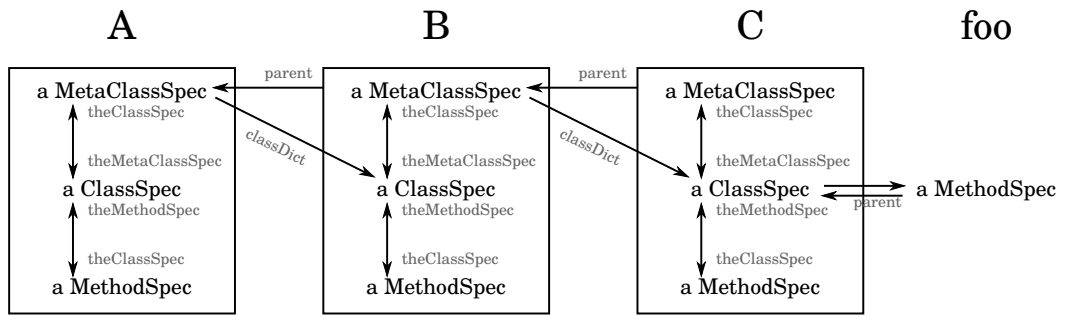 A B C foo
parent parent
a MetaClassSpec a MetaClassSpec a MetaClassSpec
theClassSpec theClassSpec theClassSpec
classDict classDict
theMetaClassSpec theMetaClassSpec theMetaClassSpec
a ClassSpec a ClassSpec a ClassSpec a MethodSpec
theMethodSpec theMethodSpec theMethodSpec parent
theClassSpec theClassSpec theClassSpec
a MethodSpec a MethodSpec a MethodSpec